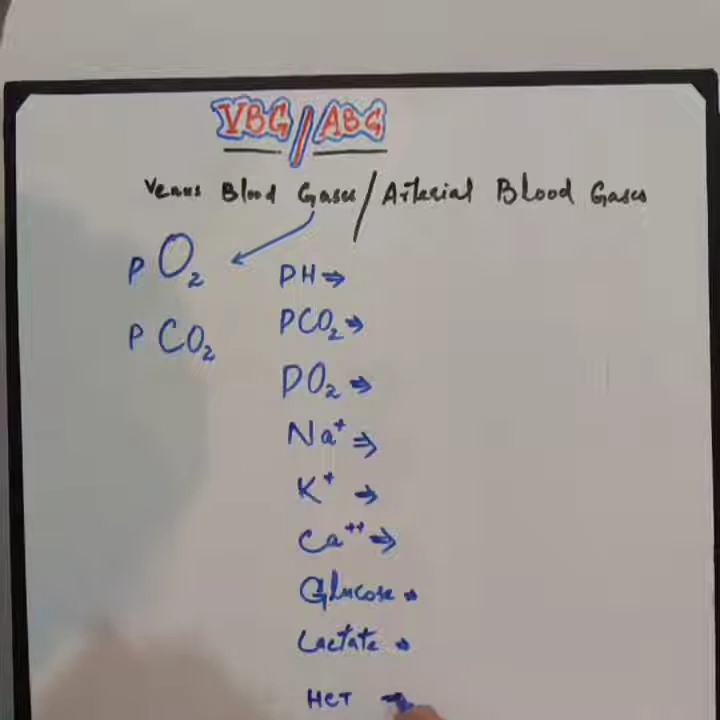 VBG / ABG
Venus Blood Gases / Arterial Blood Gases
PO₂
PCO₂
PH ⇒
PCO₂ ⇒
PO₂ ⇒
Na⁺ ⇒
K⁺ ⇒
Ca⁺⁺ ⇒
Glucose ⇒
Lactate ⇒
HCT ⇒